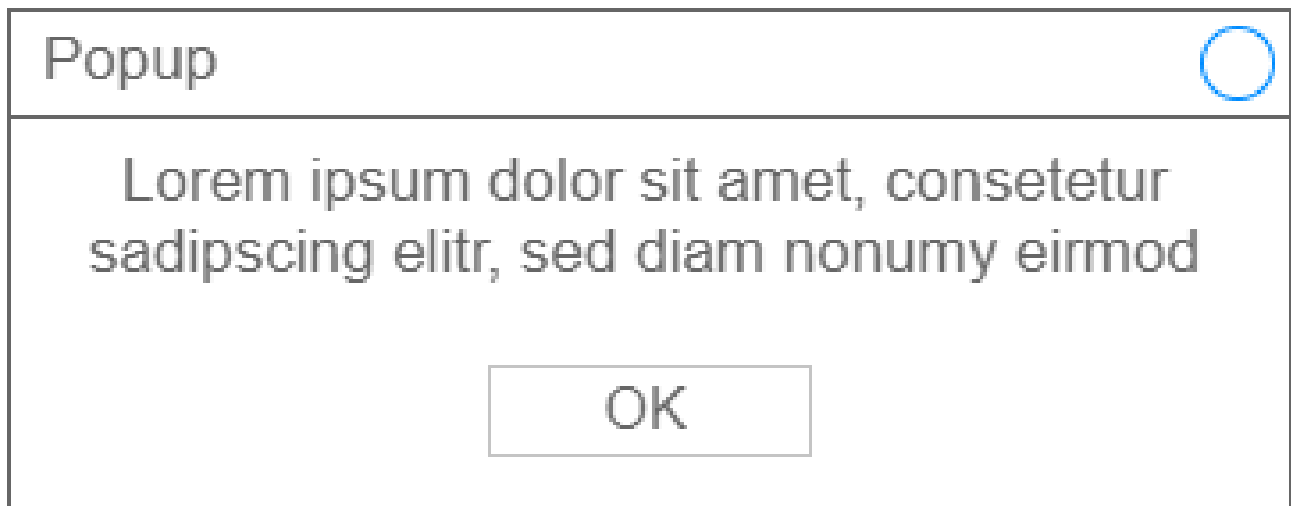 Popup
Lorem ipsum dolor sit amet, consetetur
sadipscing elitr, sed diam nonumy eirmod
OK